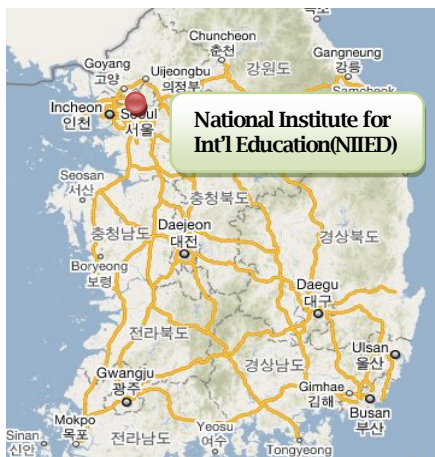 속초
Chuncheon
춘천
Gangneung
강릉
Goyang
고양
Uijeongbu
의정부
강원도
Samcheok
Incheon
인천
Seoul
서울
National Institute for
Int'l Education(NIIED)
Seosan
서산
충청북도
충청남도
Daejeon
대전
경상북도
Boryeong
보령
Daegu
대구
전라북도
Ulsan
울산
경상남도
Gwangju
광주
Gimhae
김해
Busan
부산
Mokpo
목포
Sinan
신안
전라남도
Yeosu
여수
Tongyeong